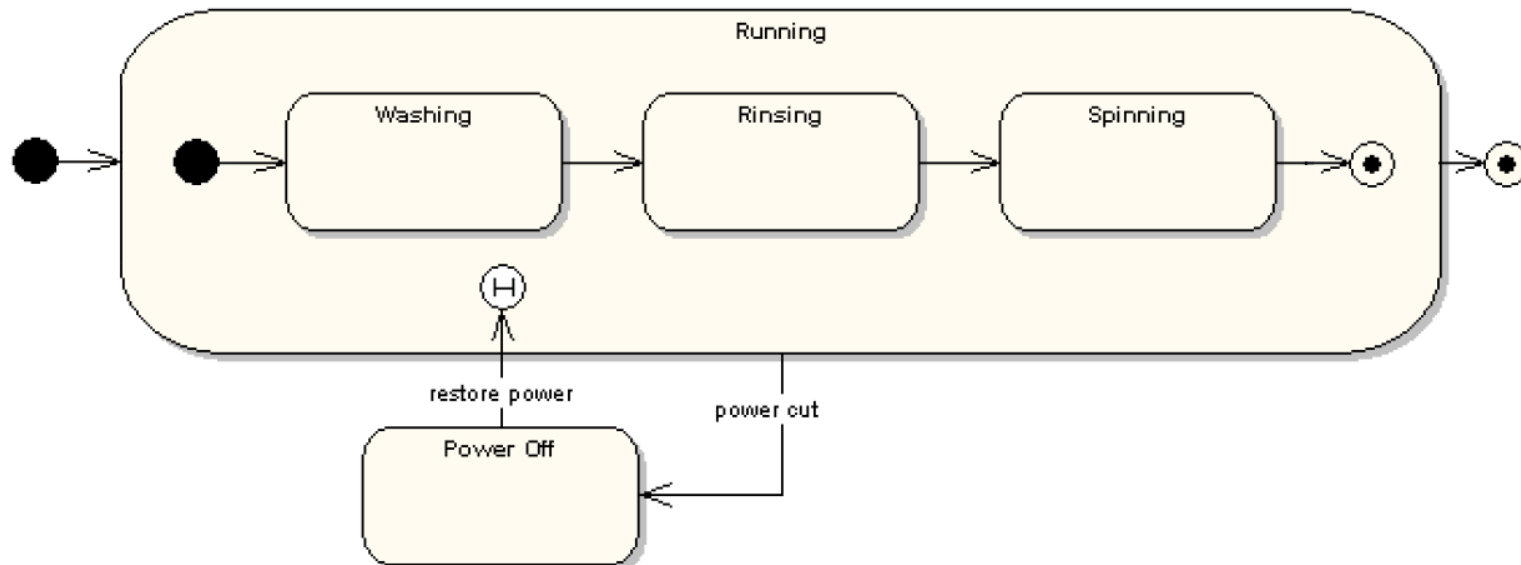 Running
Washing
Rinsing
Spinning
H
restore power
power cut
Power Off